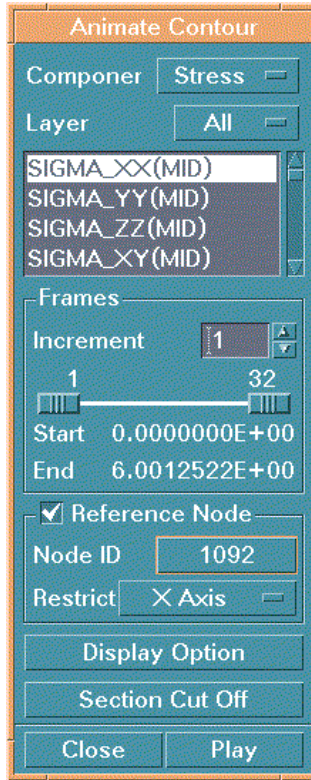 Animate Contour
Componer Stress
Layer All
SIGMA_XX(MID)
SIGMA_YY(MID)
SIGMA_ZZ(MID)
SIGMA_XY(MID)
Frames
Increment 1
1 32
Start 0.0000000E+00
End 6.0012522E+00
Reference Node
Node ID 1092
Restrict X Axis
Display Option
Section Cut Off
Close Play